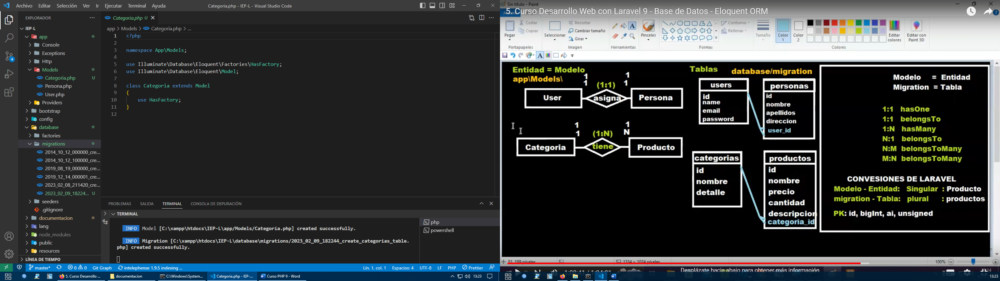 Archivo Editar Selección Ver Ir Ejecutar Terminal Ayuda
Categoria.php - IEP-L - Visual Studio Code
EXPLORADOR
IEP-L
app
Console
Exceptions
Http
Models
Categoria.php U
Persona.php
User.php
Providers
bootstrap
config
database
factories
migrations
2014_10_12_000000_cre...
2014_10_12_100000_cre...
2019_08_19_000000_cre...
2019_12_14_000001_cre...
2023_02_08_211420_cre...
2023_02_09_18224... U
seeders
.gitignore
documentacion
lang
node_modules
public
resources
LÍNEA DE TIEMPO
4
Categoria.php U
app > Models > Categoria.php > ...
1 <?php
2
3 namespace App\Models;
4
5 use Illuminate\Database\Eloquent\Factories\HasFactory;
6 use Illuminate\Database\Eloquent\Model;
7
8 class Categoria extends Model
9 {
10 use HasFactory;
11 }
12
PROBLEMAS SALIDA TERMINAL CONSOLA DE DEPURACIÓN
TERMINAL
INFO Model [C:\xampp\htdocs\IEP-L\app/Models/Categoria.php] created successfully.
INFO Migration [C:\xampp\htdocs\IEP-L\database\migrations/2023_02_09_182244_create_categorias_table.
php] created successfully.
php
powershell
master* 0 0 Git Graph intelephense 1.9.5 indexing ... Lín. 1, col. 1 Espacios: 4 UTF-8 LF PHP Prettier
5. Curso Desarrollo ... documentacion C:\Windows\System... Categoria.php - IEP-... Curso PHP 9 - Word 13:23
Sin título - Paint
5. Curso Desarrollo Web con Laravel 9 - Base de Datos - Eloquent ORM
Pegar
Cortar
Copiar
Portapapeles
Seleccionar
Recortar
Cambiar tamaño
Girar
Imagen
Herramientas
Pinceles
Formas
Contorno
Rellenar
Tamaño
Color 1
Color 2
Colores
Editar colores
Editar con Paint 3D
Entidad = Modelo
app\Models\
1
1
(1:1)
1
1
User
asigna
Persona
1
1
(1:N)
1
N
Categoria
tiene
Producto
Tablas
database/migration
users
id
name
email
password
personas
id
nombre
apellidos
direccion
user_id
categorias
id
nombre
detalle
productos
id
nombre
precio
cantidad
descripcion
categoria_id
Modelo = Entidad
Migration = Tabla
1:1 hasOne
1:1 belongsTo
1:N hasMany
N:1 belongsTo
N:M belongsToMany
M:N belongsToMany
CONVESIONES DE LARAVEL
Modelo - Entidad: Singular : Producto
migration - Tabla: plural : productos
PK: id, bigInt, ai, unsigned
51, 189 píxeles
1334 × 1024 píxeles
100%
Desplázate hacia abajo para obtener más información
13:23